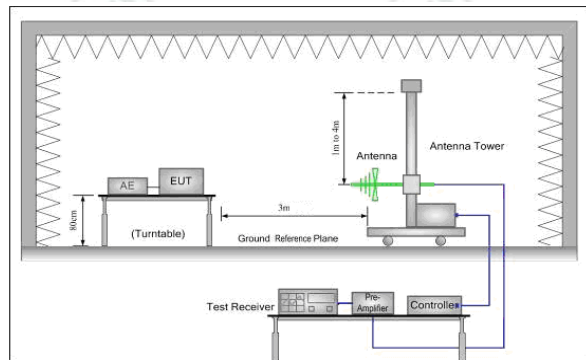 1m to 4m
Antenna
Antenna Tower
AE
EUT
80cm
(Turntable)
3m
Ground Reference Plane
Test Receiver
Pre-
Amplifier
Controller